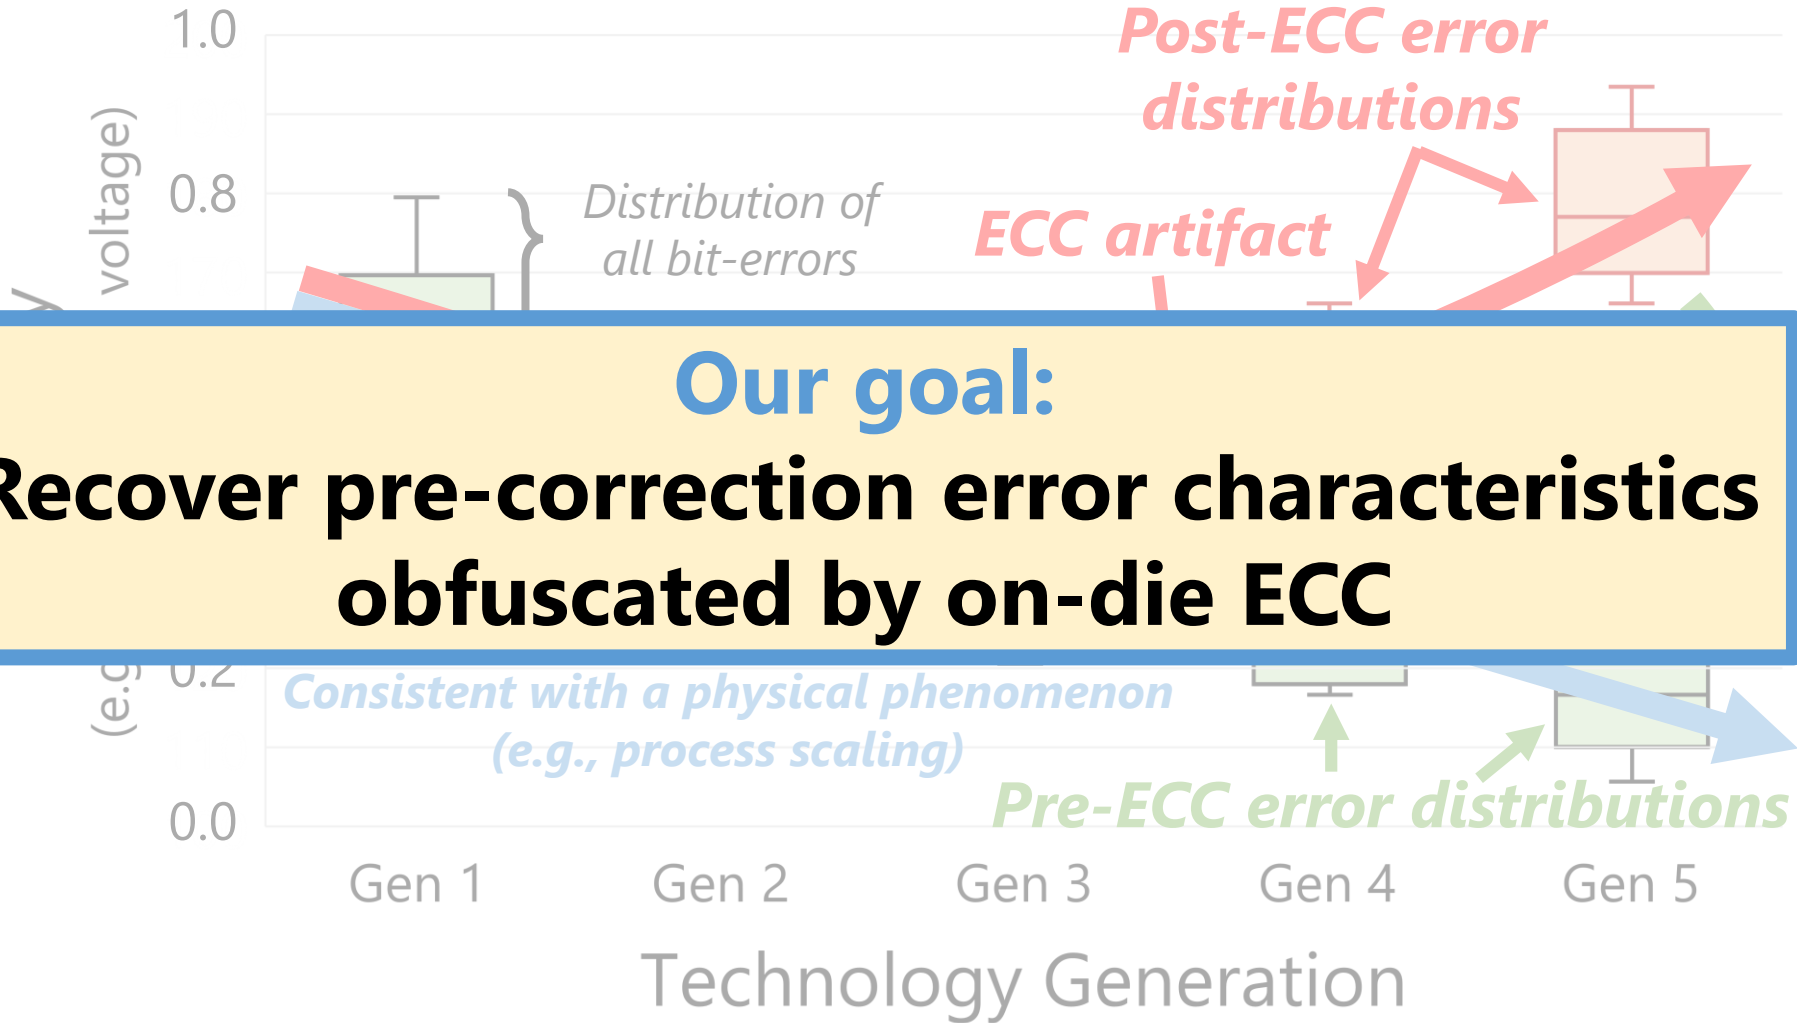 1.0
Post-ECC error
distributions
voltage)
0.8
Distribution of
all bit-errors
ECC artifact
y
Our goal:
Recover pre-correction error characteristics
obfuscated by on-die ECC
(e.g
0.2
Consistent with a physical phenomenon
(e.g., process scaling)
Pre-ECC error distributions
0.0
Gen 1 Gen 2 Gen 3 Gen 4 Gen 5
Technology Generation